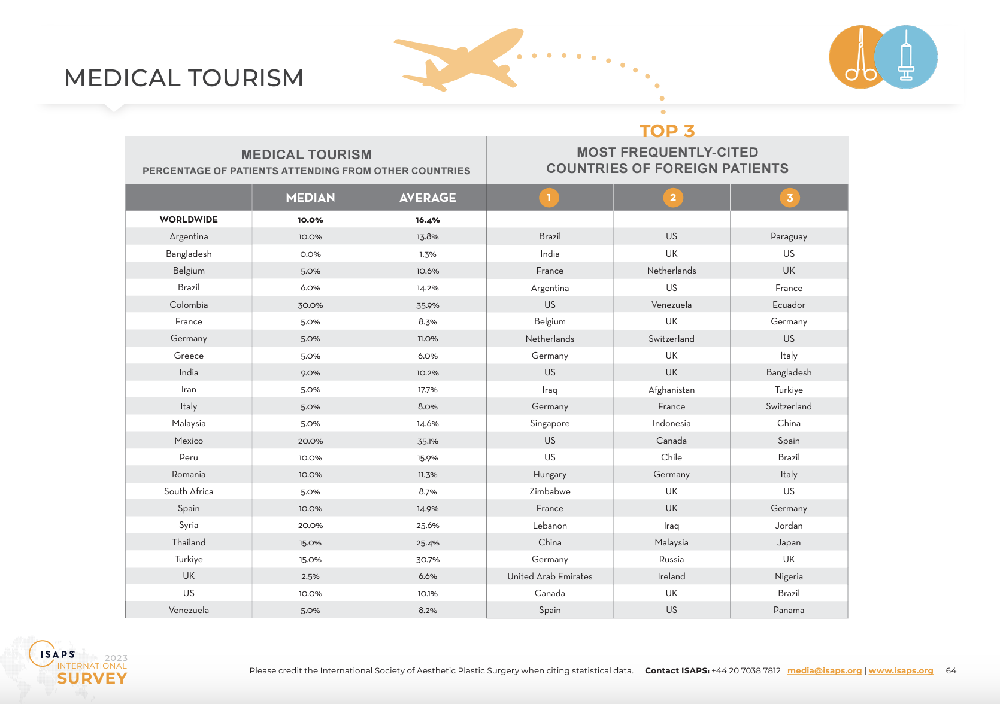 MEDICAL TOURISM
TOP 3
MEDICAL TOURISM
PERCENTAGE OF PATIENTS ATTENDING FROM OTHER COUNTRIES
MOST FREQUENTLY-CITED
COUNTRIES OF FOREIGN PATIENTS
MEDIAN AVERAGE 1 2 3
WORLDWIDE 10.0% 16.4%
Argentina 10.0% 13.8% Brazil US Paraguay
Bangladesh 0.0% 1.3% India UK US
Belgium 5.0% 10.6% France Netherlands UK
Brazil 6.0% 14.2% Argentina US France
Colombia 30.0% 35.9% US Venezuela Ecuador
France 5.0% 8.3% Belgium UK Germany
Germany 5.0% 11.0% Netherlands Switzerland US
Greece 5.0% 6.0% Germany UK Italy
India 9.0% 10.2% US UK Bangladesh
Iran 5.0% 17.7% Iraq Afghanistan Turkiye
Italy 5.0% 8.0% Germany France Switzerland
Malaysia 5.0% 14.6% Singapore Indonesia China
Mexico 20.0% 35.1% US Canada Spain
Peru 10.0% 15.9% US Chile Brazil
Romania 10.0% 11.3% Hungary Germany Italy
South Africa 5.0% 8.7% Zimbabwe UK US
Spain 10.0% 14.9% France UK Germany
Syria 20.0% 25.6% Lebanon Iraq Jordan
Thailand 15.0% 25.4% China Malaysia Japan
Turkiye 15.0% 30.7% Germany Russia UK
UK 2.5% 6.6% United Arab Emirates Ireland Nigeria
US 10.0% 10.1% Canada UK Brazil
Venezuela 5.0% 8.2% Spain US Panama
ISAPS 2023
INTERNATIONAL
SURVEY
Please credit the International Society of Aesthetic Plastic Surgery when citing statistical data. Contact ISAPS: +44 20 7038 7812 | media@isaps.org | www.isaps.org 64